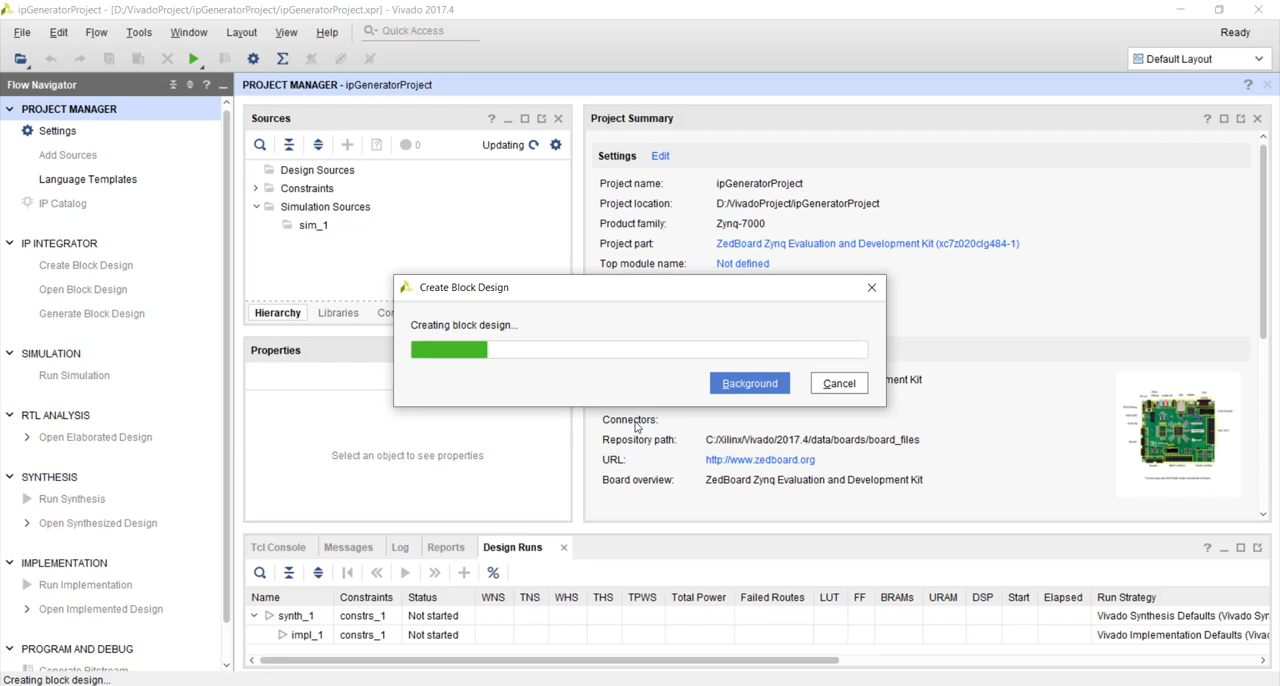 ipGeneratorProject - [D:/VivadoProject/ipGeneratorProject/ipGeneratorProject.xpr] - Vivado 2017.4
File Edit Flow Tools Window Layout View Help Quick Access Ready
Default Layout
Flow Navigator
PROJECT MANAGER - ipGeneratorProject
PROJECT MANAGER
Settings
Add Sources
Language Templates
IP Catalog
IP INTEGRATOR
Create Block Design
Open Block Design
Generate Block Design
SIMULATION
Run Simulation
RTL ANALYSIS
Open Elaborated Design
SYNTHESIS
Run Synthesis
Open Synthesized Design
IMPLEMENTATION
Run Implementation
Open Implemented Design
PROGRAM AND DEBUG
Generate Bitstream
Sources
0 Updating
Design Sources
Constraints
Simulation Sources
sim_1
Hierarchy Libraries
Properties
Select an object to see properties
Project Summary
Settings Edit
Project name: ipGeneratorProject
Project location: D:/VivadoProject/ipGeneratorProject
Product family: Zynq-7000
Project part: ZedBoard Zynq Evaluation and Development Kit (xc7z020clg484-1)
Top module name: Not defined
Create Block Design
Creating block design...
Background Cancel
ment Kit
Connectors:
Repository path: C:/Xilinx/Vivado/2017.4/data/boards/board_files
URL: http://www.zedboard.org
Board overview: ZedBoard Zynq Evaluation and Development Kit
Tcl Console Messages Log Reports Design Runs
Name Constraints Status WNS TNS WHS THS TPWS Total Power Failed Routes LUT FF BRAMs URAM DSP Start Elapsed Run Strategy
synth_1 constrs_1 Not started Vivado Synthesis Defaults (Vivado Syn
impl_1 constrs_1 Not started Vivado Implementation Defaults (Vivad
Creating block design...